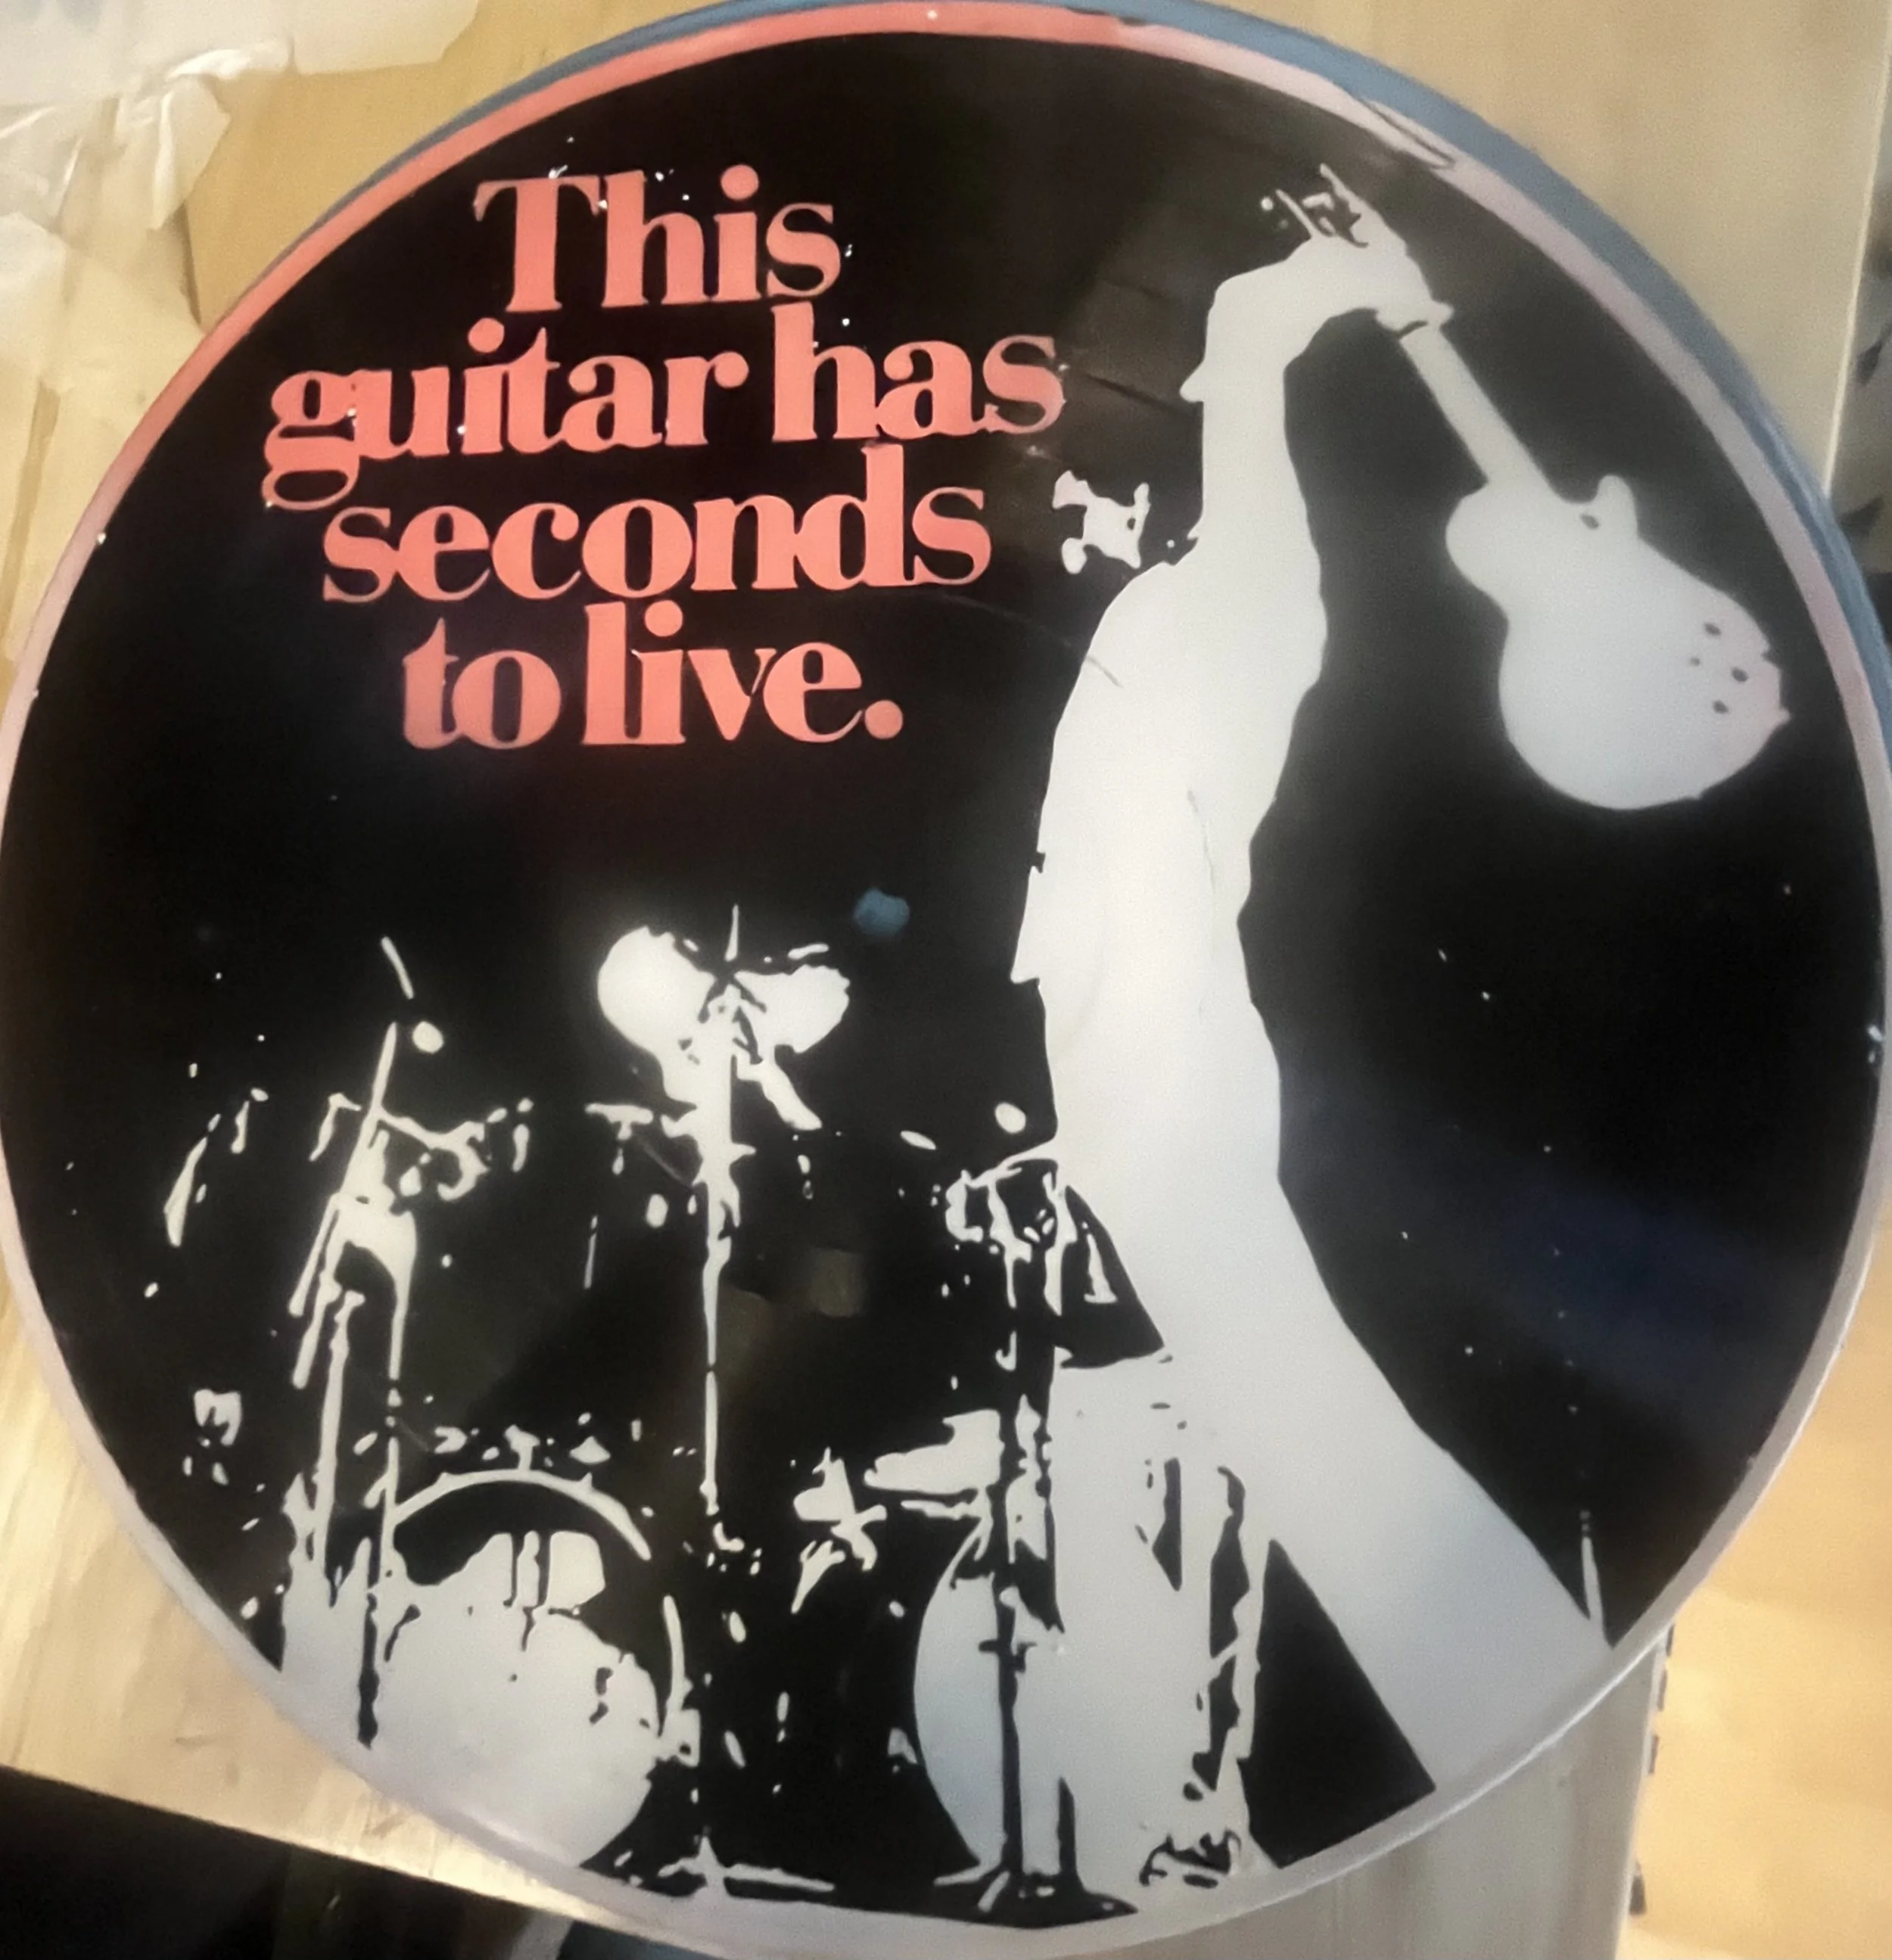 This
guitar has
seconds
to live.